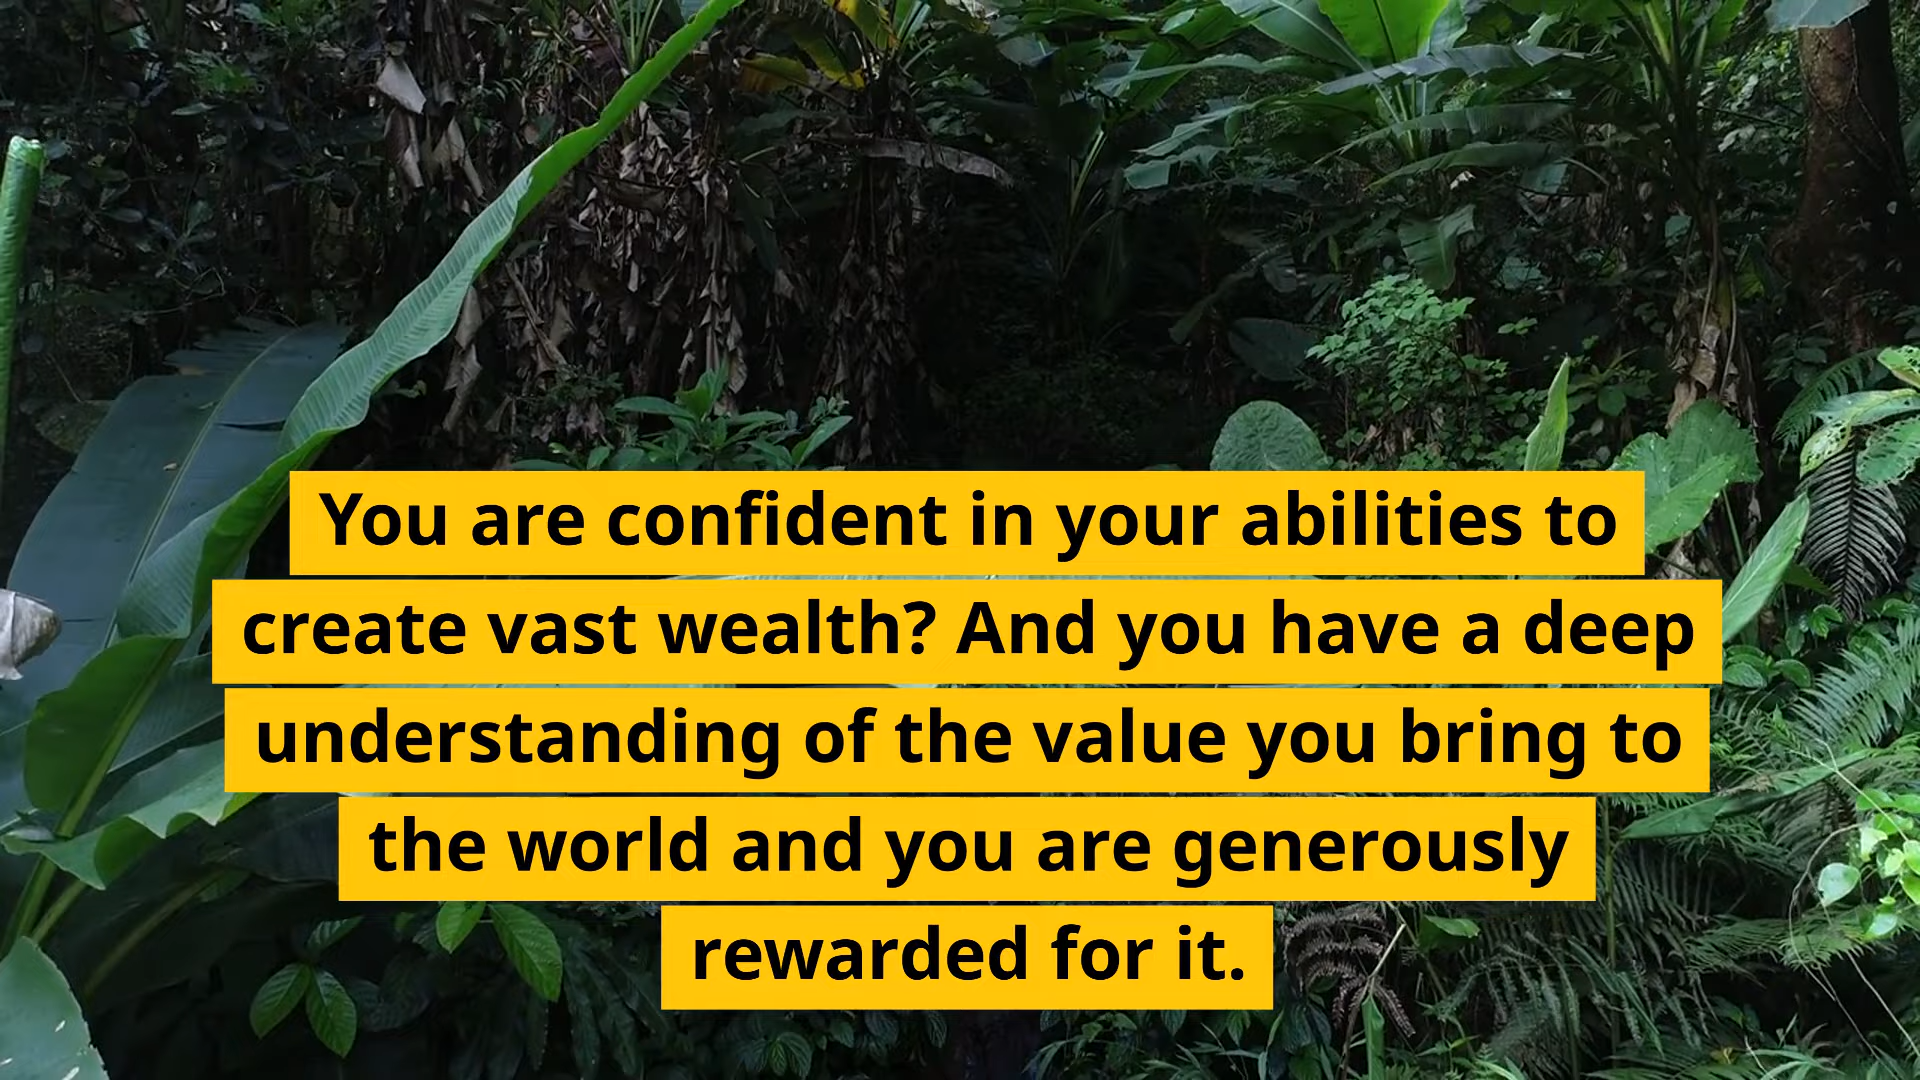 You are confident in your abilities to
create vast wealth? And you have a deep
understanding of the value you bring to
the world and you are generously
rewarded for it.